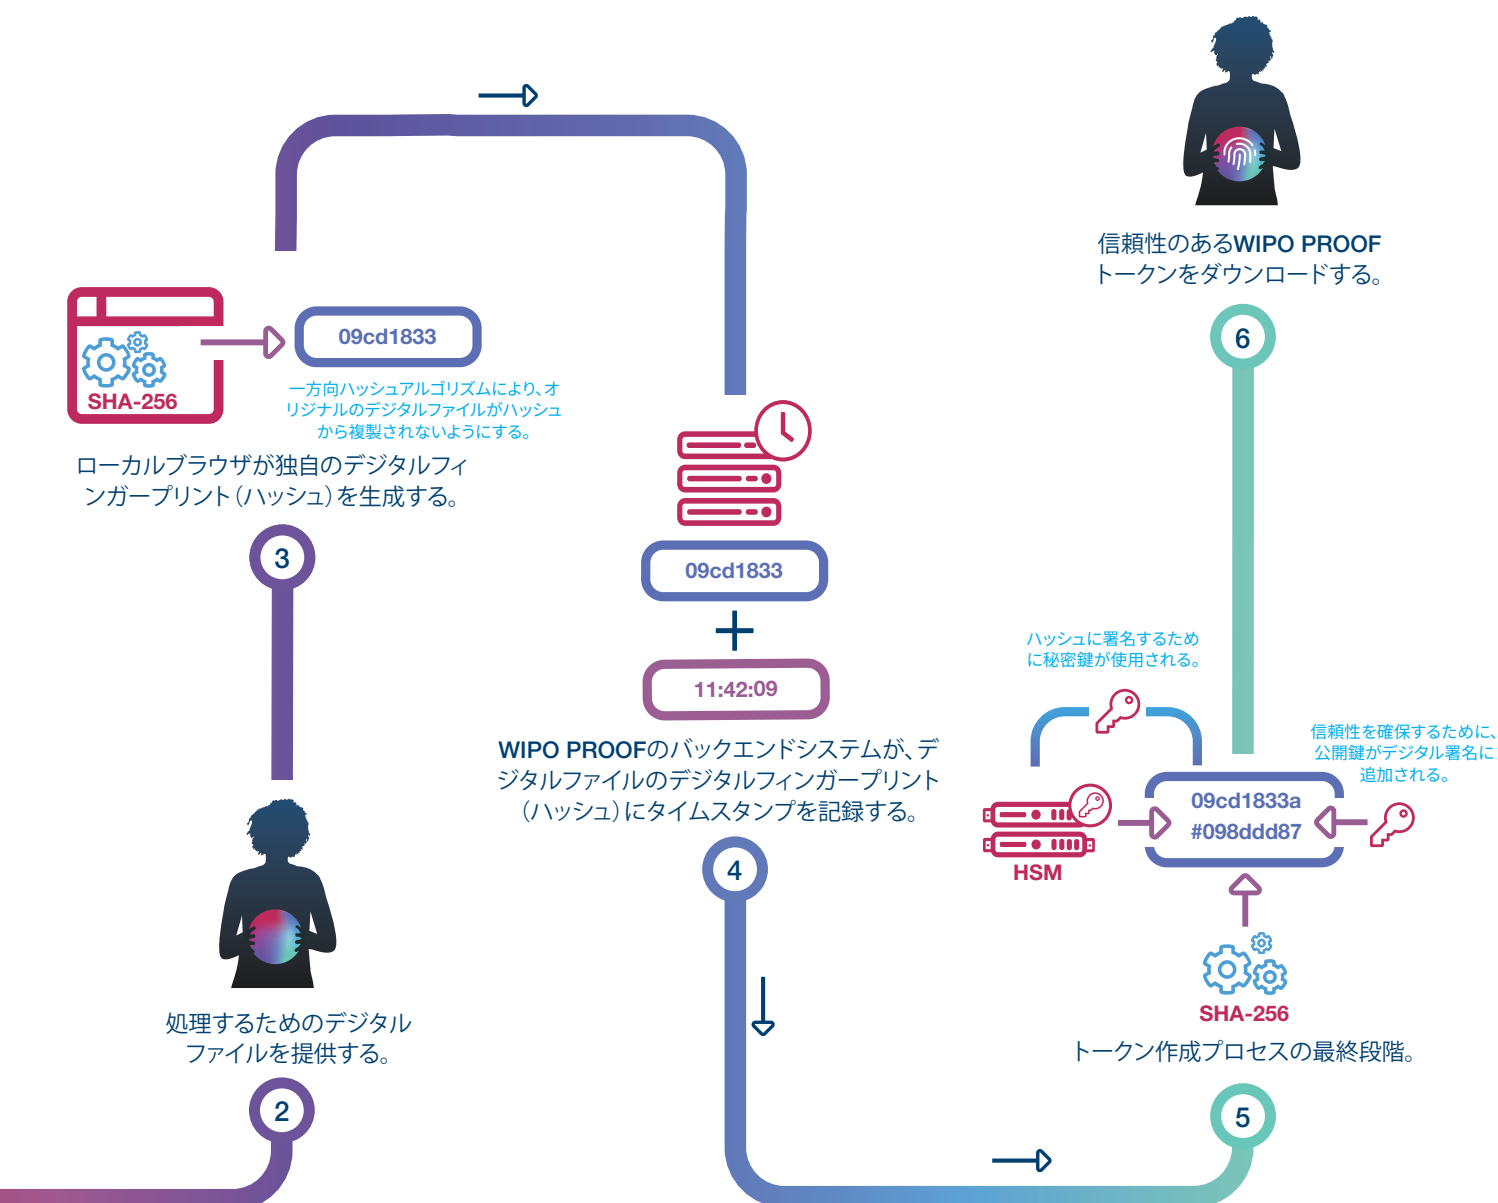 SHA-256
09cd1833
一方向ハッシュアルゴリズムにより、オ
リジナルのデジタルファイルがハッシュ
から複製されないようにする。
ローカルブラウザが独自のデジタルフィ
ンガープリント（ハッシュ）を生成する。
3
処理するためのデジタル
ファイルを提供する。
2
09cd1833
11:42:09
WIPO PROOFのバックエンドシステムが、デ
ジタルファイルのデジタルフィンガープリント
（ハッシュ）にタイムスタンプを記録する。
4
信頼性のあるWIPO PROOF
トークンをダウンロードする。
6
ハッシュに署名するため
に秘密鍵が使用される。
信頼性を確保するために、
公開鍵がデジタル署名に
追加される。
09cd1833a
#098ddd87
HSM
SHA-256
トークン作成プロセスの最終段階。
5